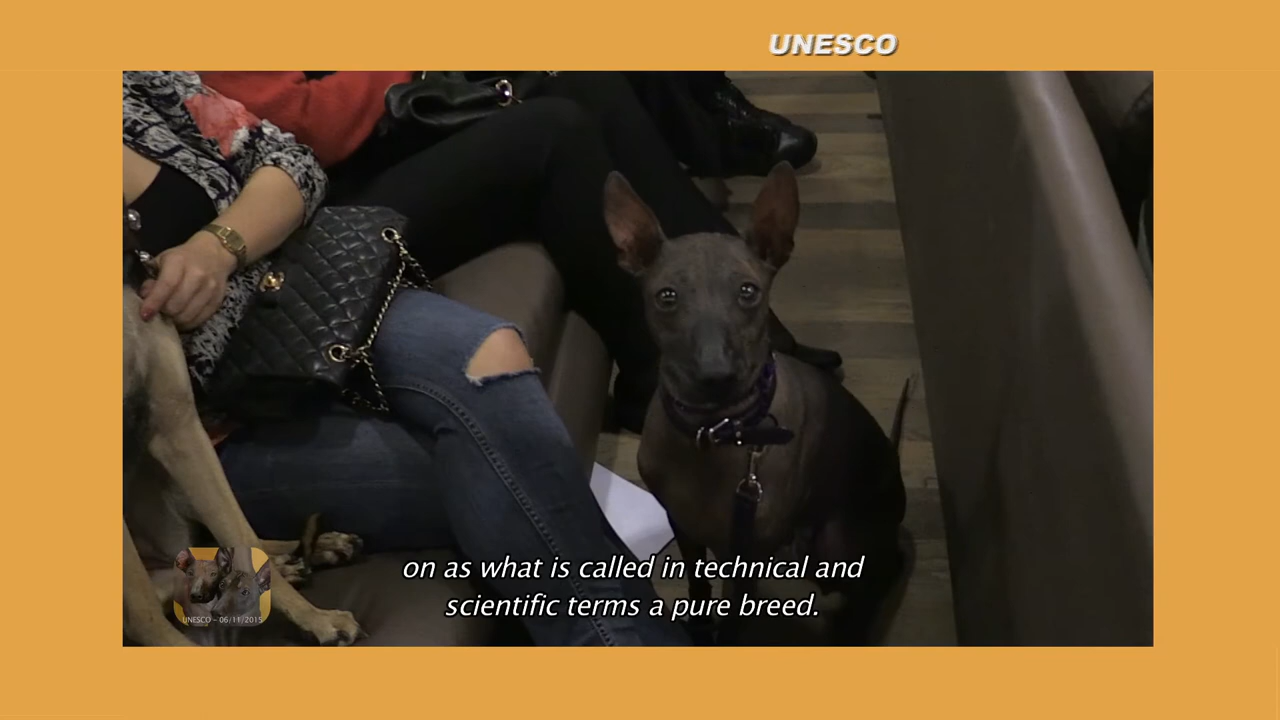 UNESCO
on as what is called in technical and
scientific terms a pure breed.
UNESCO – 06/11/2015